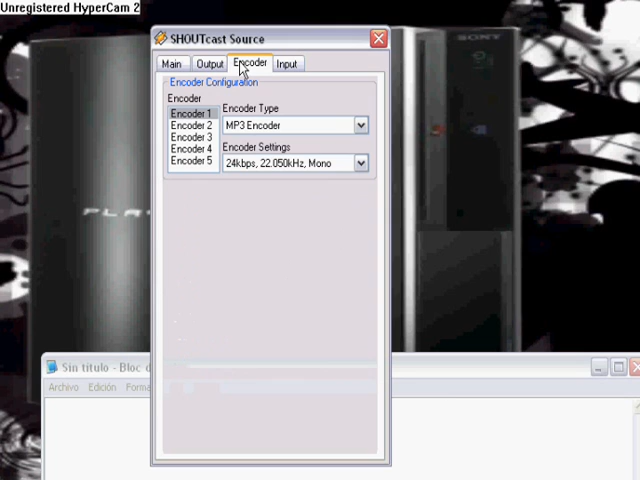 Unregistered HyperCam 2
SHOUTcast Source
SONY
Main Output Encoder Input
Encoder Configuration
Encoder
Encoder Type
Encoder 1
MP3 Encoder
Encoder 2
Encoder 3
Encoder 4
Encoder Settings
Encoder 5
24kbps, 22.050kHz, Mono
PLA
Sin título - Bloc d
Archivo Edición Forma